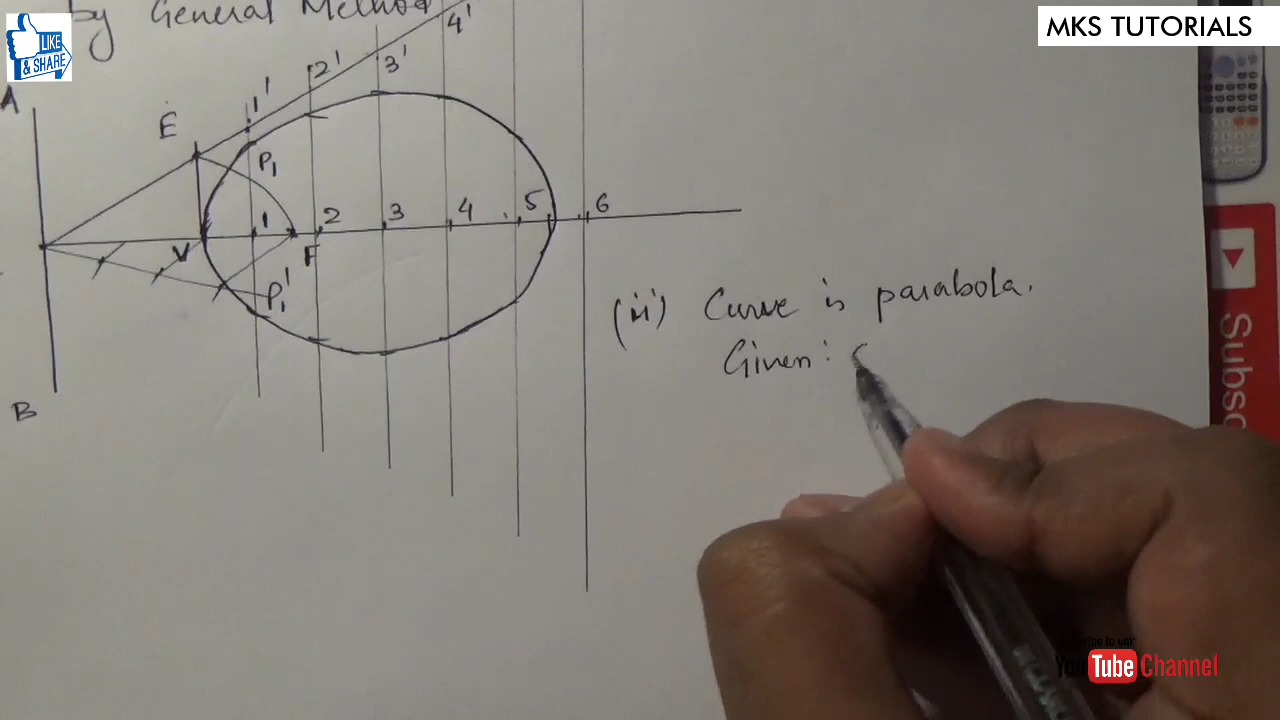 by General Method
MKS TUTORIALS
LIKE
& SHARE
A
E
1'
2'
3'
4'
P1
V
1
F
2
3
4
5
6
P1'
B
(ii) Curve is parabola.
Given:
Subsc
YouTube Channel